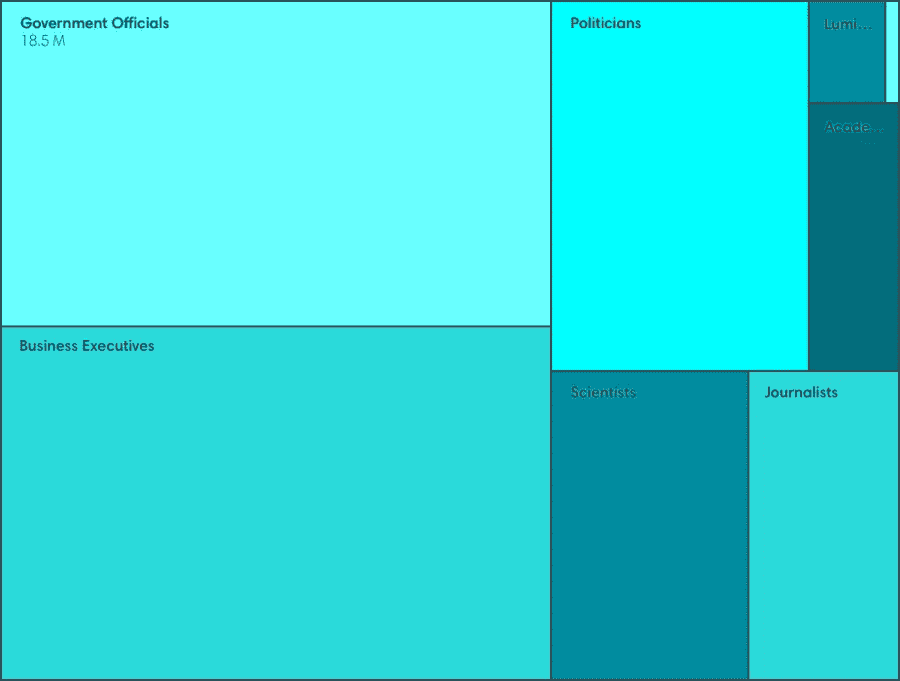 Government Officials
18.5 M
Politicians
Lumi...
Acade...
Business Executives
Scientists
Journalists